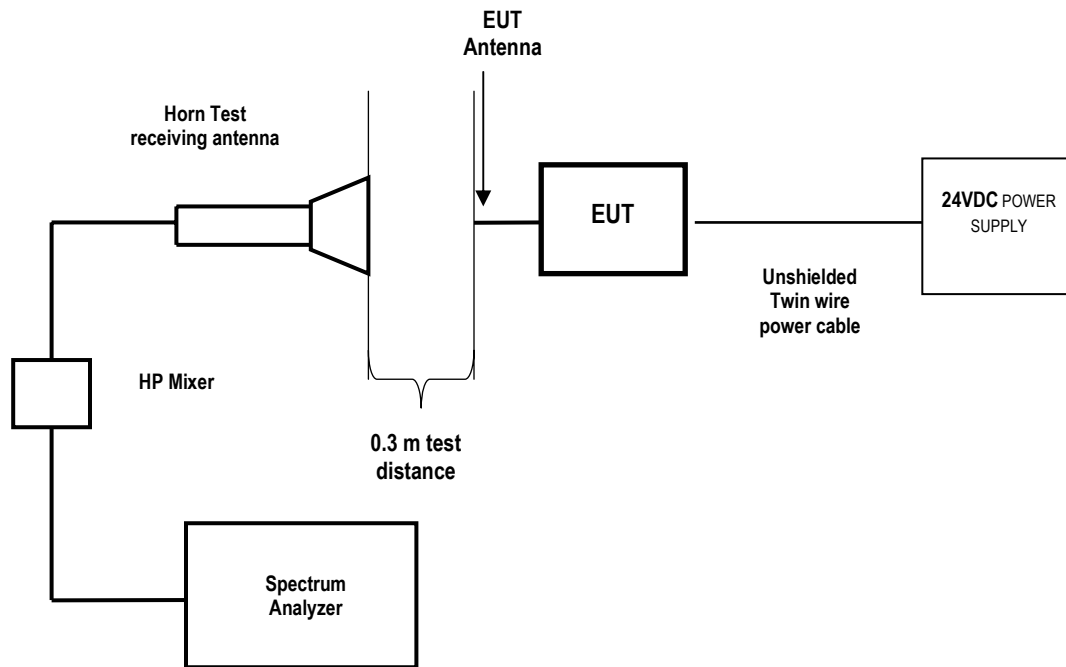 EUT
Antenna
Horn Test
receiving antenna
EUT
24VDC POWER
SUPPLY
Unshielded
Twin wire
power cable
HP Mixer
0.3 m test
distance
Spectrum
Analyzer